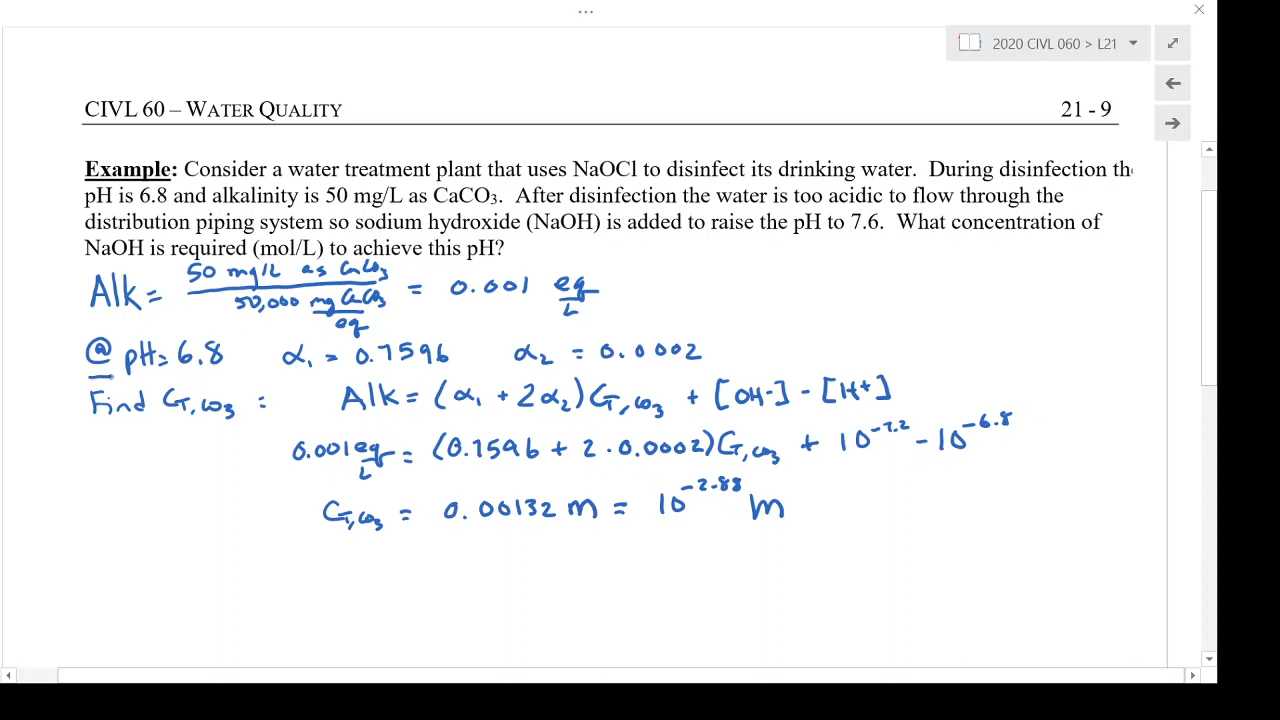 2020 CIVL 060 > L21
CIVL 60 – WATER QUALITY 21 - 9
Example: Consider a water treatment plant that uses NaOCl to disinfect its drinking water. During disinfection th
pH is 6.8 and alkalinity is 50 mg/L as CaCO₃. After disinfection the water is too acidic to flow through the
distribution piping system so sodium hydroxide (NaOH) is added to raise the pH to 7.6. What concentration of
NaOH is required (mol/L) to achieve this pH?
50 mg/L as CaCO₃
Alk = = 0.001 eq/L
50,000 mg CaCO₃/eq
@ pH = 6.8 α₁ = 0.7596 α₂ = 0.0002
Find C_T,CO₃ : Alk = (α₁ + 2α₂) C_T,CO₃ + [OH-] - [H+]
0.001 eq/L = (0.7596 + 2 · 0.0002) C_T,CO₃ + 10^-7.2 - 10^-6.8
C_T,CO₃ = 0.00132 M = 10^-2.88 M